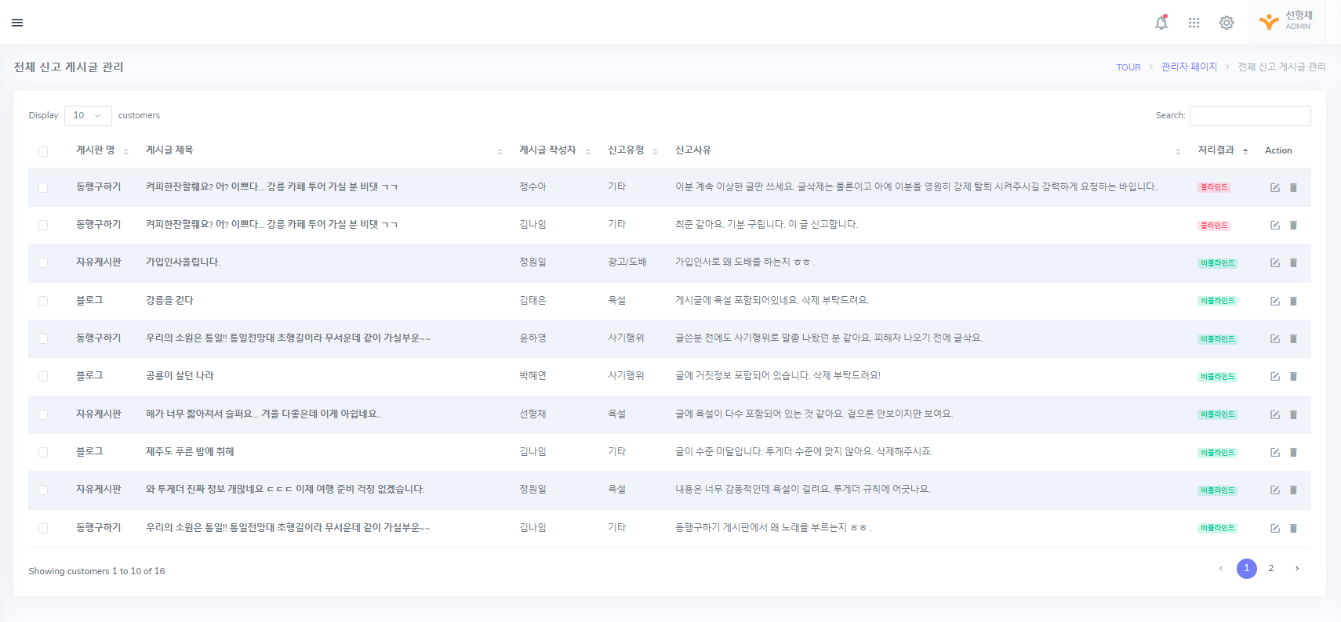 선형채
ADMIN
전체 신고 게시글 관리
TOUR > 관리자 페이지 > 전체 신고 게시글 관리
Display 10 customers
Search:
게시판 명 게시글 제목 게시글 작성자 신고유형 신고사유 처리결과 Action
동행구하기 커피한잔할뤠요? 어? 이쁘다... 강릉 카페 투어 가실 분 비댓 ㄱㄱ 정수아 기타 이분 계속 이상한 글만 쓰세요. 글삭제는 물론이고 아예 이분을 영원히 강제 탈퇴 시켜주시길 강력하게 요청하는 바입니다. 블라인드
동행구하기 커피한잔할뤠요? 어? 이쁘다... 강릉 카페 투어 가실 분 비댓 ㄱㄱ 김나임 기타 최준 같아요. 기분 구립니다. 이 글 신고합니다. 블라인드
자유게시판 가입인사올립니다. 정원일 광고/도배 가입인사로 왜 도배를 하는지 ㅎㅎ . 비블라인드
블로그 강릉을 걷다 김태은 욕설 게시글에 욕설 포함되어있네요. 삭제 부탁드려요. 비블라인드
동행구하기 우리의 소원은 통일!! 통일전망대 초행길이라 무서운데 같이 가실부운~~ 윤하영 사기행위 글쓴분 전에도 사기행위로 말쫌 나왔던 분 같아요. 피해자 나오기 전에 글삭요. 비블라인드
블로그 공룡이 살던 나라 박혜연 사기행위 글에 거짓정보 포함되어 있습니다. 삭제 부탁드려요! 비블라인드
자유게시판 해가 너무 짧아져서 슬퍼요... 겨울 다좋은데 이게 아쉽네요.. 선형채 욕설 글에 욕설이 다수 포함되어 있는 것 같아요. 겉으론 안보이지만 보여요. 비블라인드
블로그 제주도 푸른 밤에 취해 김나임 기타 글이 수준 미달입니다. 투게더 수준에 맞지 않아요. 삭제해주시죠. 비블라인드
자유게시판 와 투게더 진짜 정보 개많네요 ㄷㄷㄷ 이제 여행 준비 걱정 없겠습니다. 정원일 욕설 내용은 너무 감동적인데 욕설이 걸려요. 투게더 규칙에 어긋나요. 비블라인드
동행구하기 우리의 소원은 통일!! 통일전망대 초행길이라 무서운데 같이 가실부운~~ 김나임 기타 동행구하기 게시판에서 왜 노래를 부르는지 ㅎㅎ . 비블라인드
Showing customers 1 to 10 of 16
‹ 1 2 ›